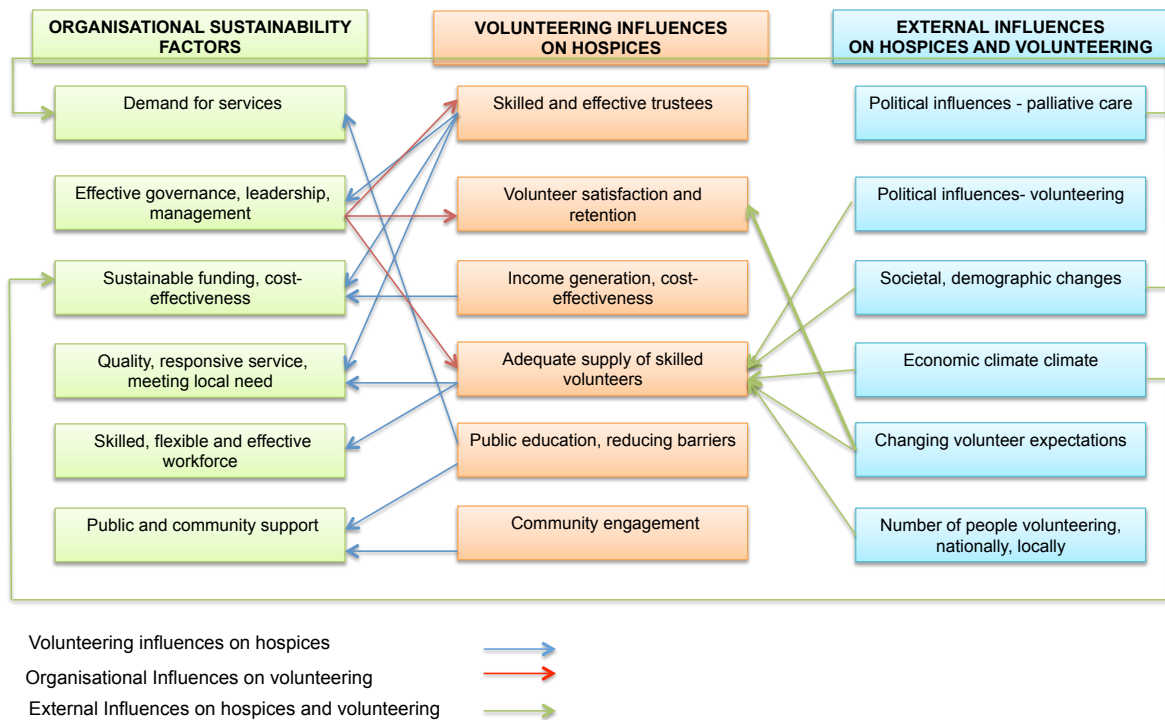 ORGANISATIONAL SUSTAINABILITY
FACTORS
VOLUNTEERING INFLUENCES
ON HOSPICES
EXTERNAL INFLUENCES
ON HOSPICES AND VOLUNTEERING
Demand for services
Skilled and effective trustees
Political influences - palliative care
Effective governance, leadership,
management
Volunteer satisfaction and
retention
Political influences- volunteering
Sustainable funding, cost-
effectiveness
Income generation, cost-
effectiveness
Societal, demographic changes
Quality, responsive service,
meeting local need
Adequate supply of skilled
volunteers
Economic climate climate
Skilled, flexible and effective
workforce
Public education, reducing barriers
Changing volunteer expectations
Public and community support
Community engagement
Number of people volunteering,
nationally, locally
Volunteering influences on hospices
Organisational Influences on volunteering
External Influences on hospices and volunteering